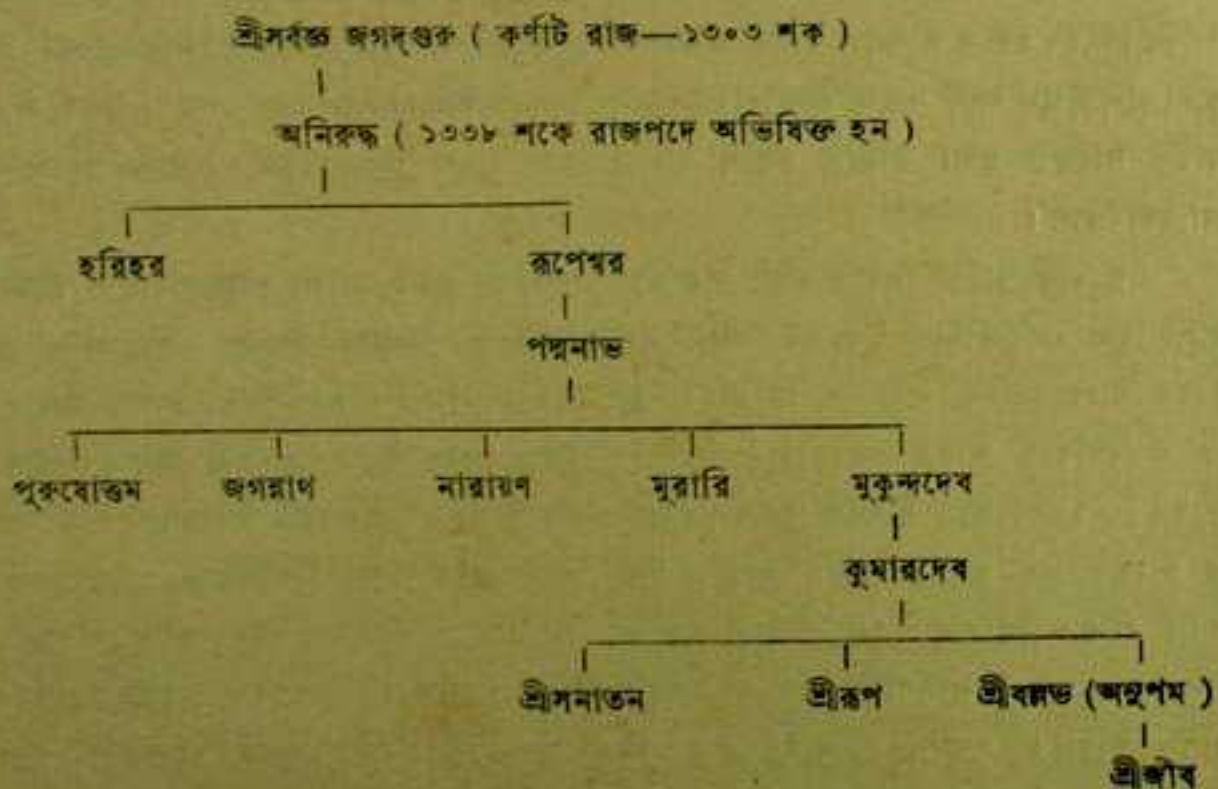 শ্রীসর্বজ্ঞ জগদ্‌গুরু ( কর্ণাট রাজ—১৩০৩ শক )
অনিরুদ্ধ ( ১৩৩৮ শকে রাজপদে অভিষিক্ত হন )
হরিহর রূপেশ্বর
পদ্মনাভ
পুরুষোত্তম জগন্নাথ নারায়ণ মুরারি মুকুন্দদেব
কুমারদেব
শ্রীসনাতন শ্রীরূপ শ্রীবল্লভ (অনুপম )
শ্রীজীব